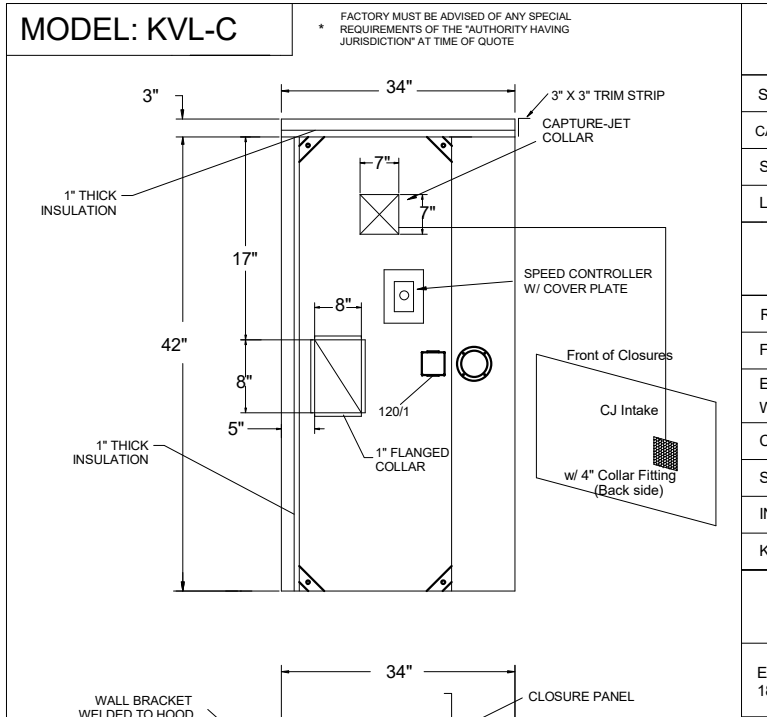 MODEL: KVL-C
* FACTORY MUST BE ADVISED OF ANY SPECIAL
REQUIREMENTS OF THE "AUTHORITY HAVING
JURISDICTION" AT TIME OF QUOTE
34"
3"
3" X 3" TRIM STRIP
CAPTURE-JET
COLLAR
7"
7"
1" THICK
INSULATION
17"
SPEED CONTROLLER
W/ COVER PLATE
8"
42"
Front of Closures
8"
120/1
CJ Intake
5"
1" FLANGED
COLLAR
1" THICK
INSULATION
w/ 4" Collar Fitting
(Back side)
34"
WALL BRACKET
WELDED TO HOOD
CLOSURE PANEL
S
CA
S
L
R
F
E
W
C
S
IN
K
E
18